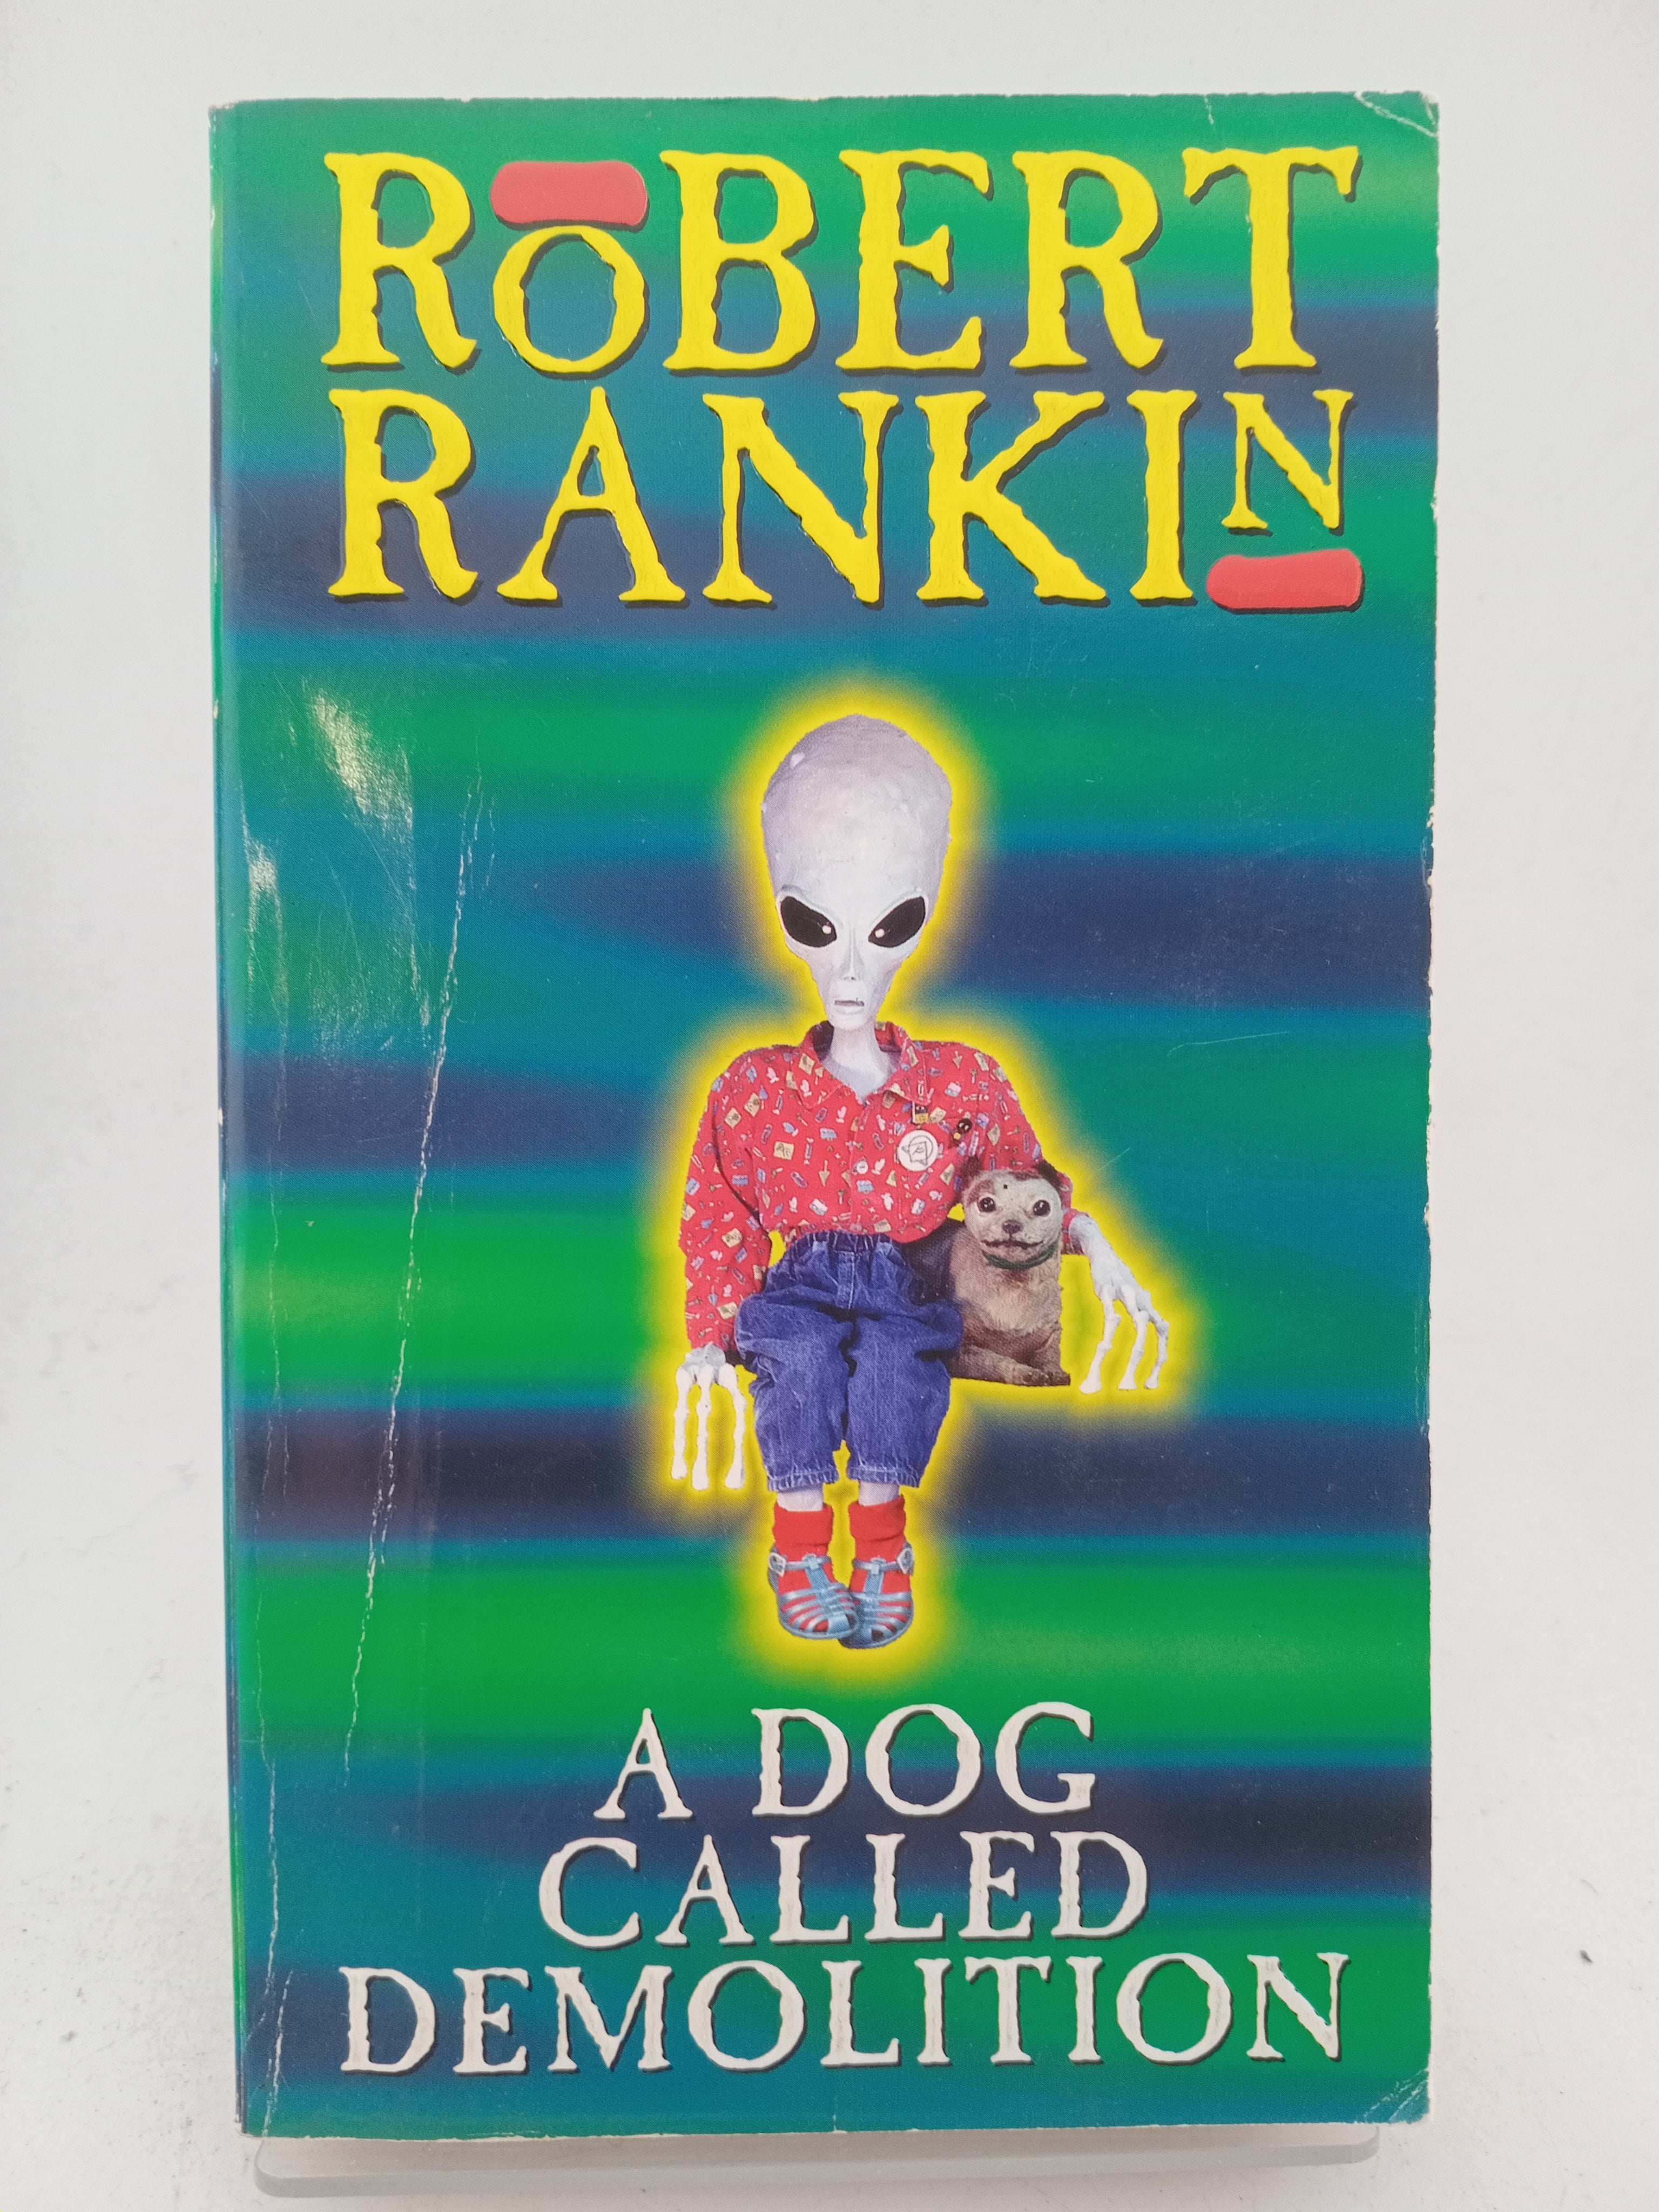 ROBERT
RANKIN
A DOG
CALLED
DEMOLITION